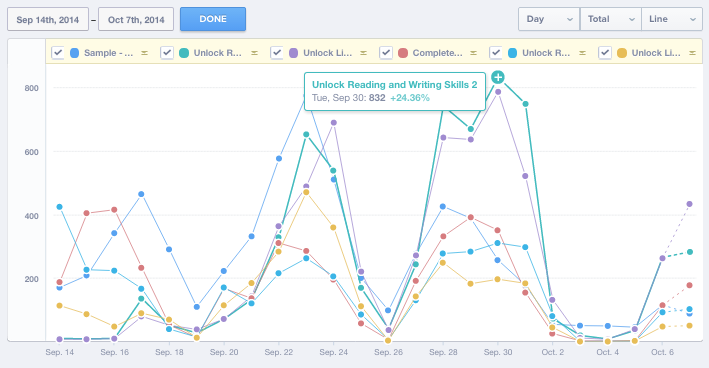 Sep 14th, 2014 – Oct 7th, 2014 DONE Day Total Line
Sample - ... Unlock R... Unlock Li... Complete... Unlock R... Unlock Li...
800
600
400
200
Unlock Reading and Writing Skills 2
Tue, Sep 30: 832 +24.36%
Sep. 14 Sep. 16 Sep. 18 Sep. 20 Sep. 22 Sep. 24 Sep. 26 Sep. 28 Sep. 30 Oct. 2 Oct. 4 Oct. 6